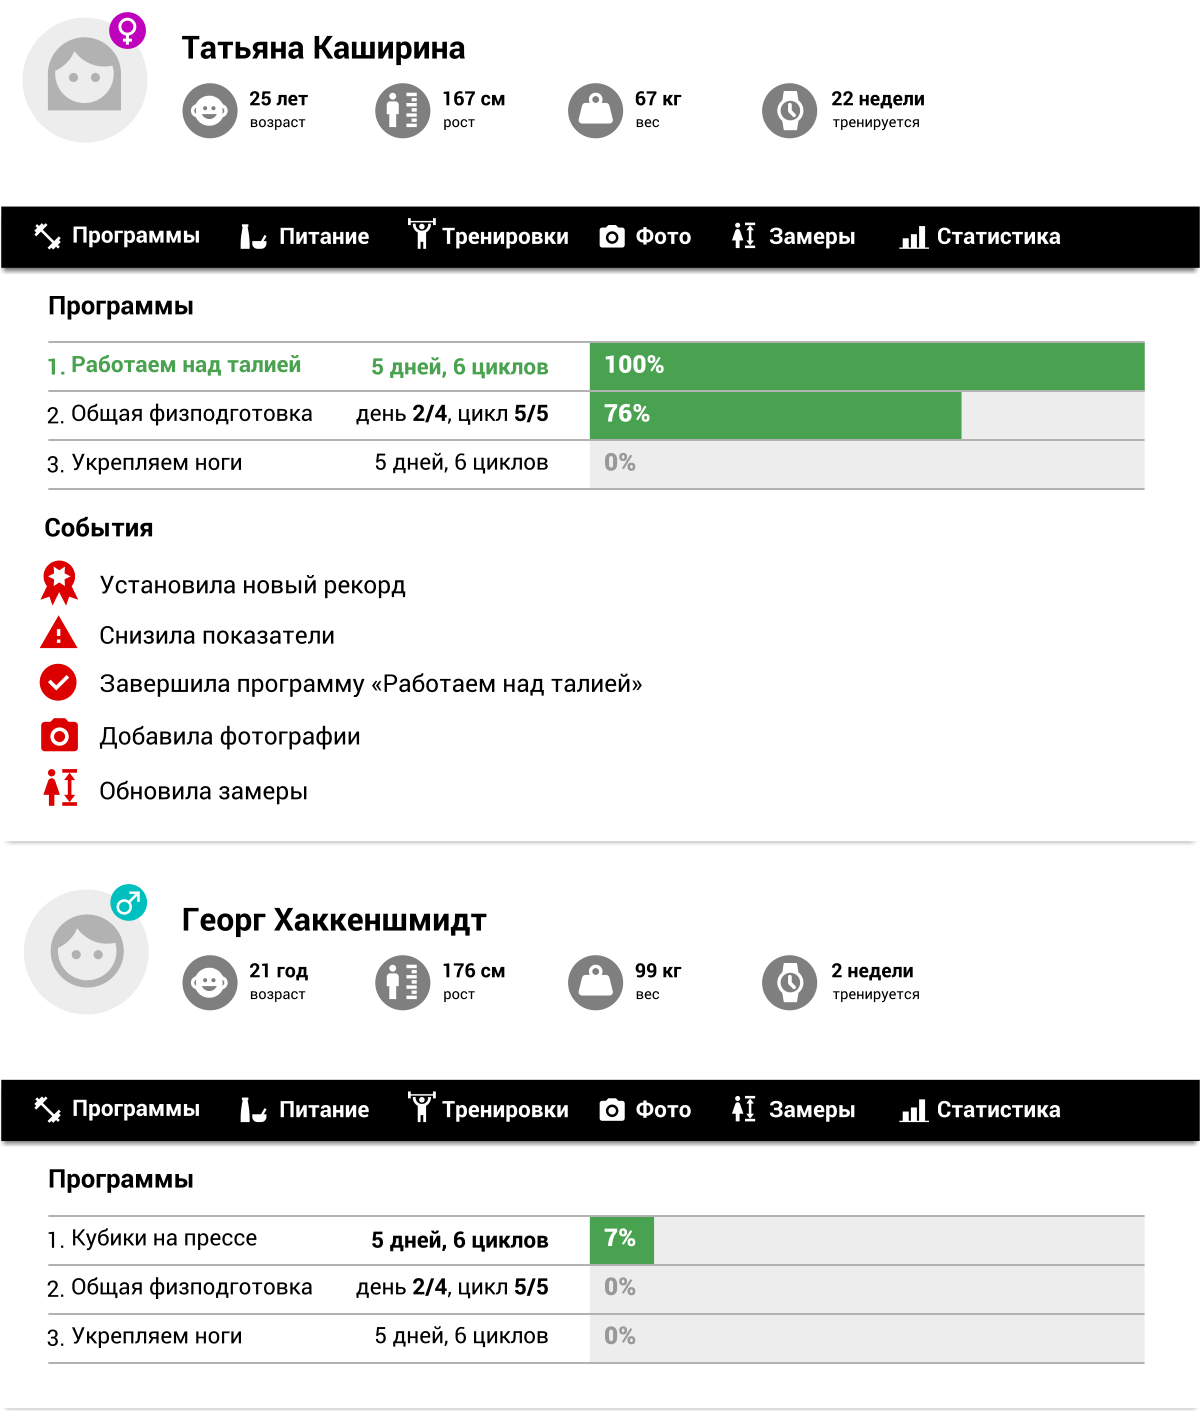 Татьяна Каширина
25 лет 167 см 67 кг 22 недели
возраст рост вес тренируется
Программы Питание Тренировки Фото Замеры Статистика
Программы
1. Работаем над талией 5 дней, 6 циклов 100%
2. Общая физподготовка день 2/4, цикл 5/5 76%
3. Укрепляем ноги 5 дней, 6 циклов 0%
События
Установила новый рекорд
Снизила показатели
Завершила программу «Работаем над талией»
Добавила фотографии
Обновила замеры
Георг Хаккеншмидт
21 год 176 см 99 кг 2 недели
возраст рост вес тренируется
Программы Питание Тренировки Фото Замеры Статистика
Программы
1. Кубики на прессе 5 дней, 6 циклов 7%
2. Общая физподготовка день 2/4, цикл 5/5 0%
3. Укрепляем ноги 5 дней, 6 циклов 0%